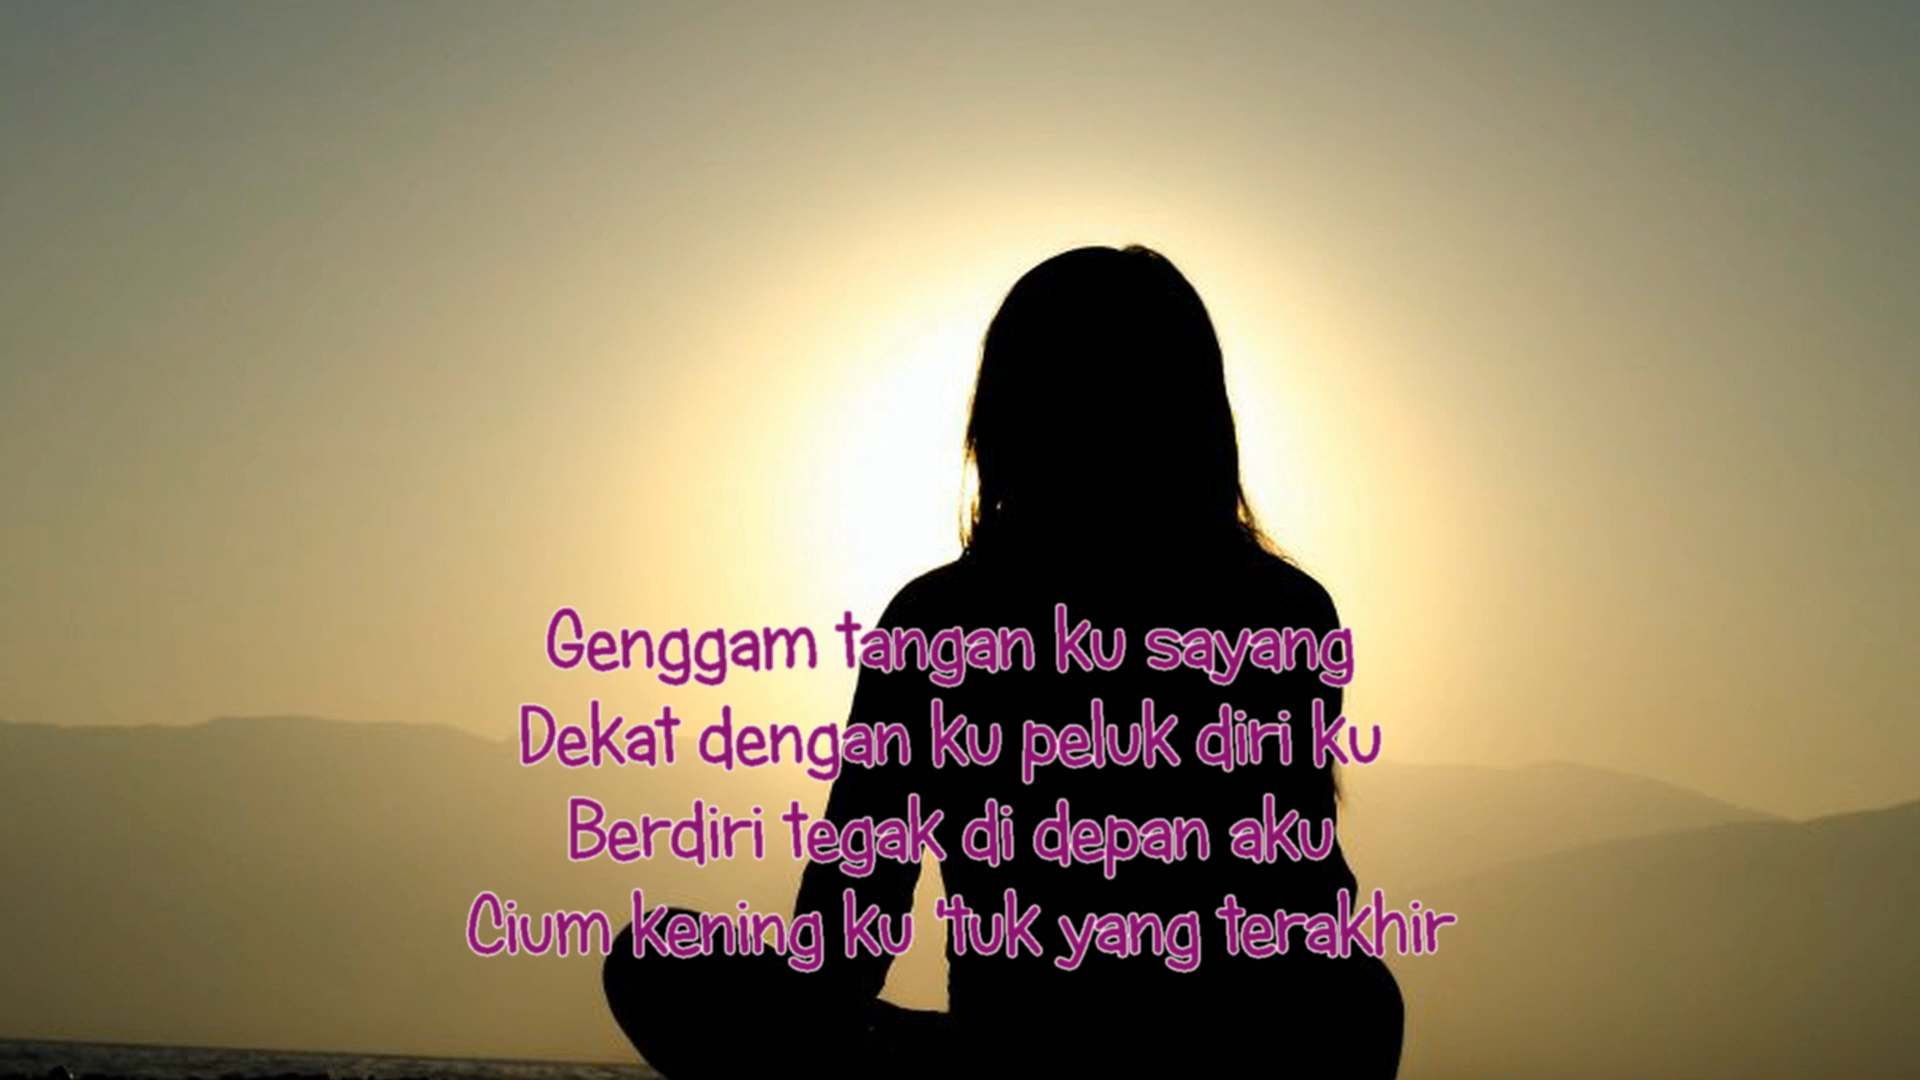 Genggam tangan ku sayang
Dekat dengan ku peluk diri ku
Berdiri tegak di depan aku
Cium kening ku 'tuk yang terakhir